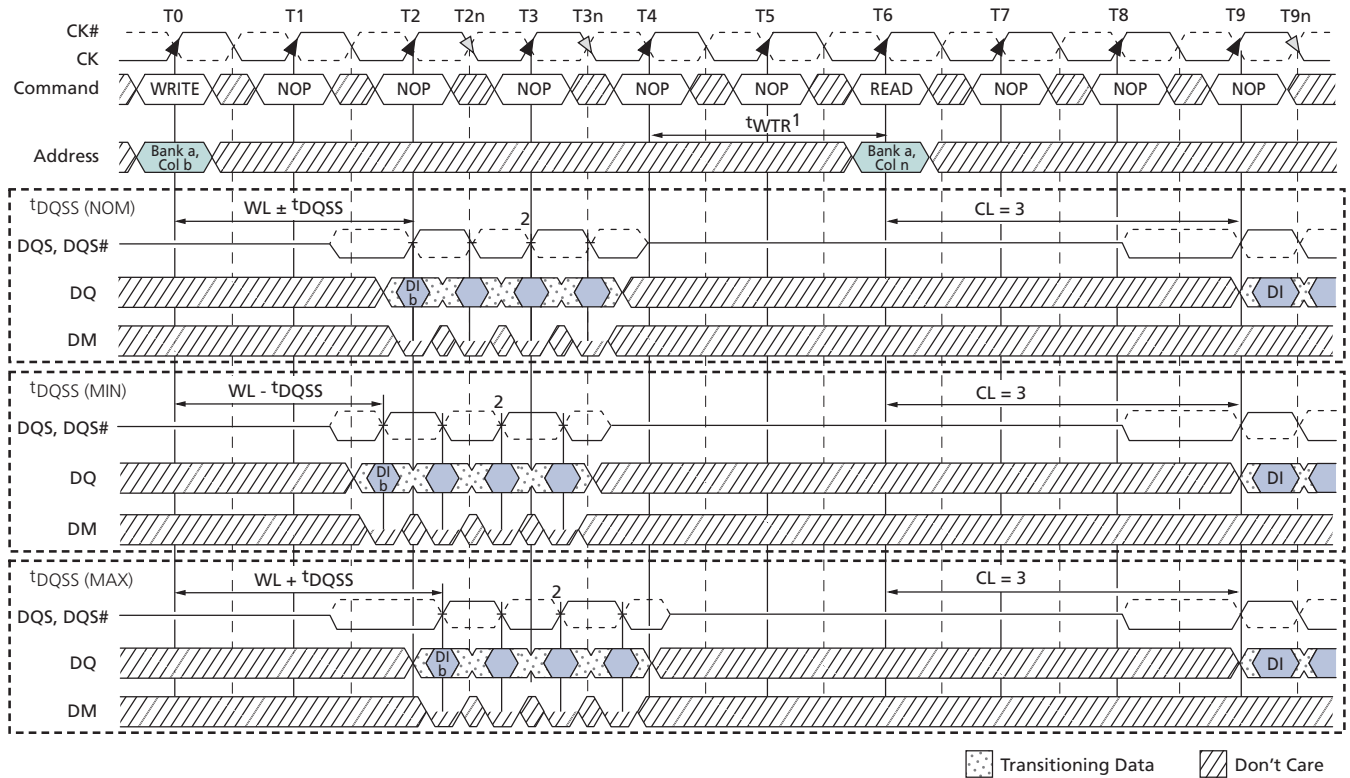 T0 T1 T2 T2n T3 T3n T4 T5 T6 T7 T8 T9 T9n
CK#
CK
Command WRITE NOP NOP NOP NOP NOP READ NOP NOP NOP
tWTR1
Address Bank a, Col b Bank a, Col n
tDQSS (NOM) WL ± tDQSS 2 CL = 3
DQS, DQS#
DQ DI b DI
DM
tDQSS (MIN) WL - tDQSS 2 CL = 3
DQS, DQS#
DQ DI b DI
DM
tDQSS (MAX) WL + tDQSS 2 CL = 3
DQS, DQS#
DQ DI b DI
DM
Transitioning Data Don't Care